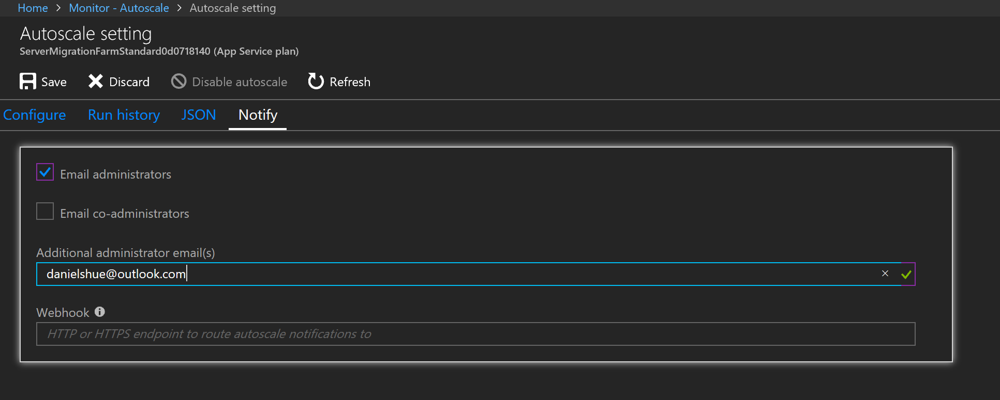 Home > Monitor - Autoscale > Autoscale setting
Autoscale setting
ServerMigrationFarmStandard0d0718140 (App Service plan)
Save Discard Disable autoscale Refresh
Configure Run history JSON Notify
Email administrators
Email co-administrators
Additional administrator email(s)
danielshue@outlook.com
Webhook
HTTP or HTTPS endpoint to route autoscale notifications to